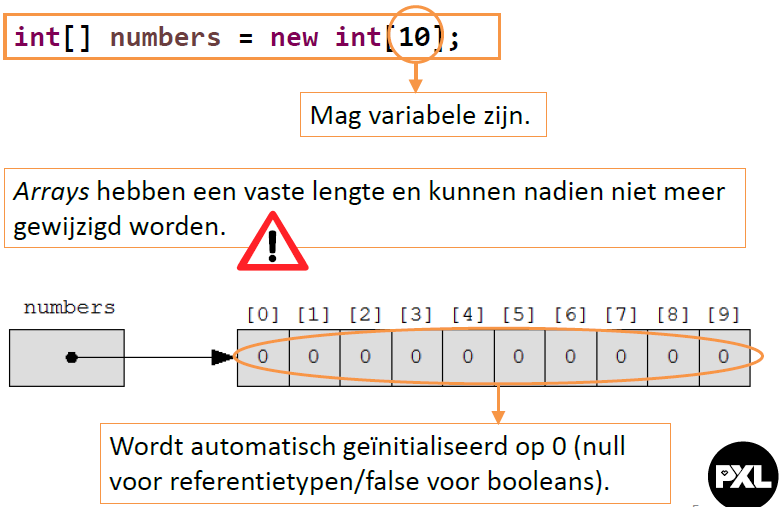 int[] numbers = new int[10];
Mag variabele zijn.
Arrays hebben een vaste lengte en kunnen nadien niet meer
gewijzigd worden.
!
numbers
[0] [1] [2] [3] [4] [5] [6] [7] [8] [9]
0 0 0 0 0 0 0 0 0 0
Wordt automatisch geïnitialiseerd op 0 (null
voor referentietypen/false voor booleans).
PXL